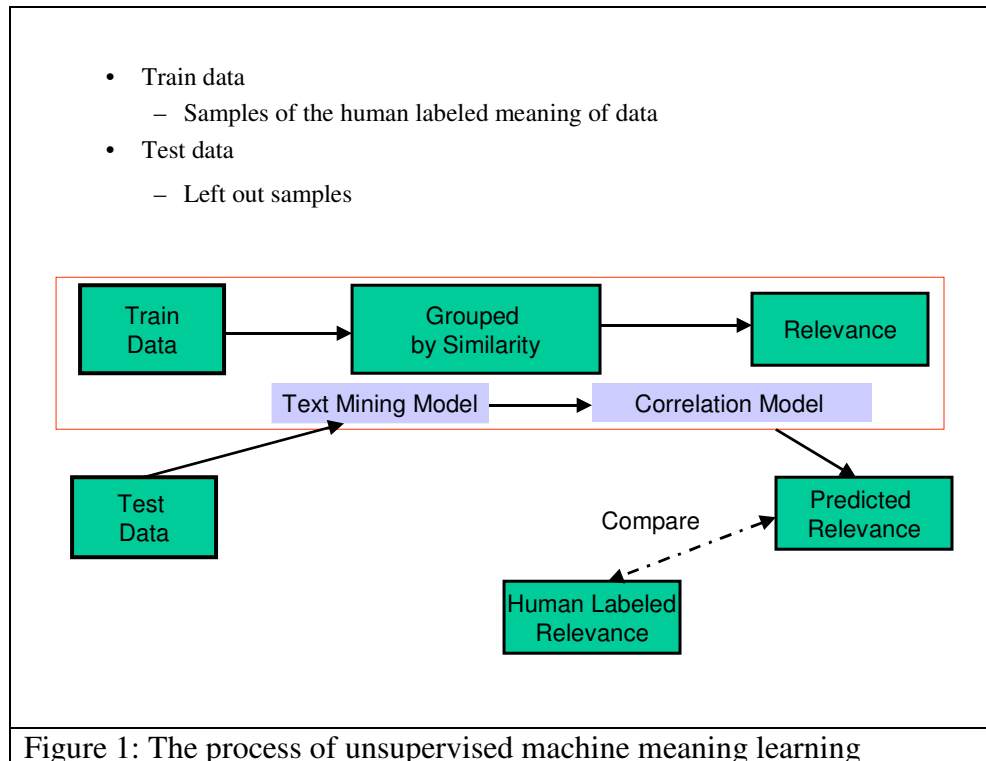 • Train data
– Samples of the human labeled meaning of data
• Test data
– Left out samples
Train
Data
Grouped
by Similarity
Relevance
Text Mining Model
Correlation Model
Test
Data
Predicted
Relevance
Compare
Human Labeled
Relevance
Figure 1: The process of unsupervised machine meaning learning